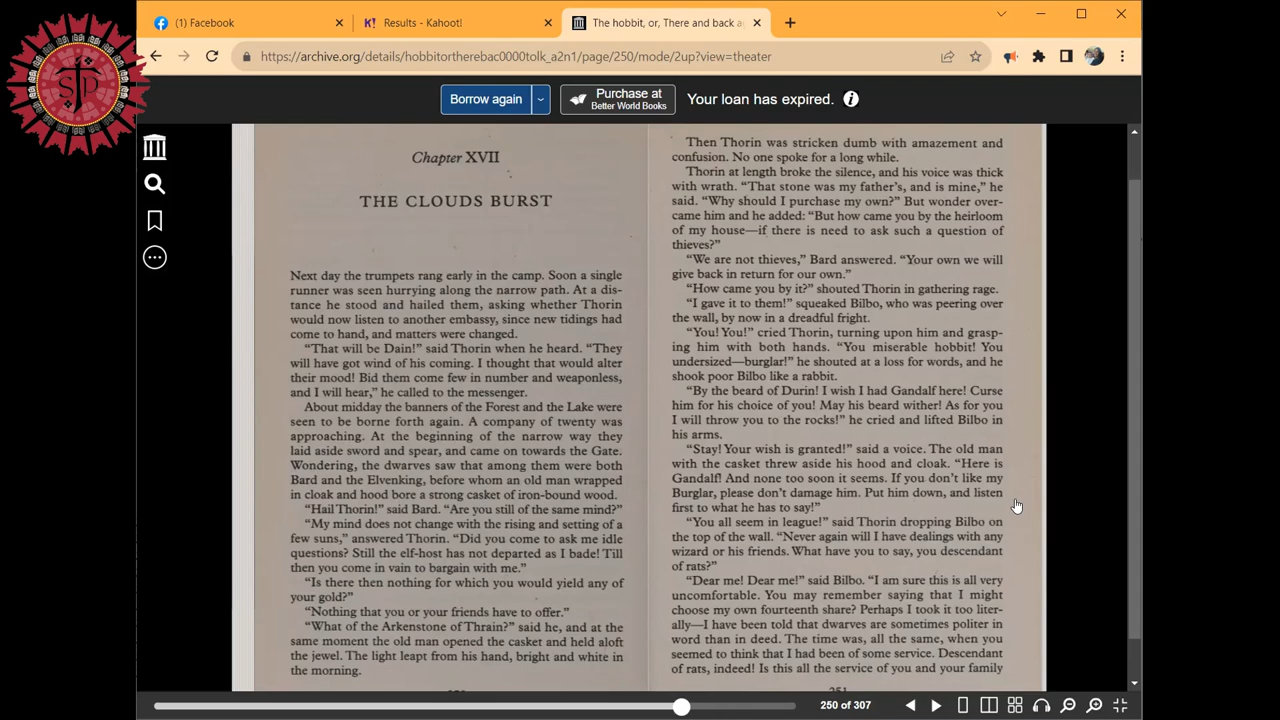 (1) Facebook
Results - Kahoot!
The hobbit, or, There and back a
https://archive.org/details/hobbitortherebac0000tolk_a2n1/page/250/mode/2up?view=theater
STP
Borrow again
Purchase at
Better World Books
Your loan has expired.
Chapter XVII
THE CLOUDS BURST
Next day the trumpets rang early in the camp. Soon a single
runner was seen hurrying along the narrow path. At a dis-
tance he stood and hailed them, asking whether Thorin
would now listen to another embassy, since new tidings had
come to hand, and matters were changed.
"That will be Dain!" said Thorin when he heard. "They
will have got wind of his coming. I thought that would alter
their mood! Bid them come few in number and weaponless,
and I will hear," he called to the messenger.
About midday the banners of the Forest and the Lake were
seen to be borne forth again. A company of twenty was
approaching. At the beginning of the narrow way they
laid aside sword and spear, and came on towards the Gate.
Wondering, the dwarves saw that among them were both
Bard and the Elvenking, before whom an old man wrapped
in cloak and hood bore a strong casket of iron-bound wood.
"Hail Thorin!" said Bard. "Are you still of the same mind?"
"My mind does not change with the rising and setting of a
few suns," answered Thorin. "Did you come to ask me idle
questions? Still the elf-host has not departed as I bade! Till
then you come in vain to bargain with me."
"Is there then nothing for which you would yield any of
your gold?"
"Nothing that you or your friends have to offer."
"What of the Arkenstone of Thrain?" said he, and at the
same moment the old man opened the casket and held aloft
the jewel. The light leapt from his hand, bright and white in
the morning.
Then Thorin was stricken dumb with amazement and
confusion. No one spoke for a long while.
Thorin at length broke the silence, and his voice was thick
with wrath. "That stone was my father's, and is mine," he
said. "Why should I purchase my own?" But wonder over-
came him and he added: "But how came you by the heirloom
of my house—if there is need to ask such a question of
thieves?"
"We are not thieves," Bard answered. "Your own we will
give back in return for our own."
"How came you by it?" shouted Thorin in gathering rage.
"I gave it to them!" squeaked Bilbo, who was peering over
the wall, by now in a dreadful fright.
"You! You!" cried Thorin, turning upon him and grasp-
ing him with both hands. "You miserable hobbit! You
undersized—burglar!" he shouted at a loss for words, and he
shook poor Bilbo like a rabbit.
"By the beard of Durin! I wish I had Gandalf here! Curse
him for his choice of you! May his beard wither! As for you
I will throw you to the rocks!" he cried and lifted Bilbo in
his arms.
"Stay! Your wish is granted!" said a voice. The old man
with the casket threw aside his hood and cloak. "Here is
Gandalf! And none too soon it seems. If you don't like my
Burglar, please don't damage him. Put him down, and listen
first to what he has to say!"
"You all seem in league!" said Thorin dropping Bilbo on
the top of the wall. "Never again will I have dealings with any
wizard or his friends. What have you to say, you descendant
of rats?"
"Dear me! Dear me!" said Bilbo. "I am sure this is all very
uncomfortable. You may remember saying that I might
choose my own fourteenth share? Perhaps I took it too liter-
ally—I have been told that dwarves are sometimes politer in
word than in deed. The time was, all the same, when you
seemed to think that I had been of some service. Descendant
of rats, indeed! Is this all the service of you and your family
251
250 of 307